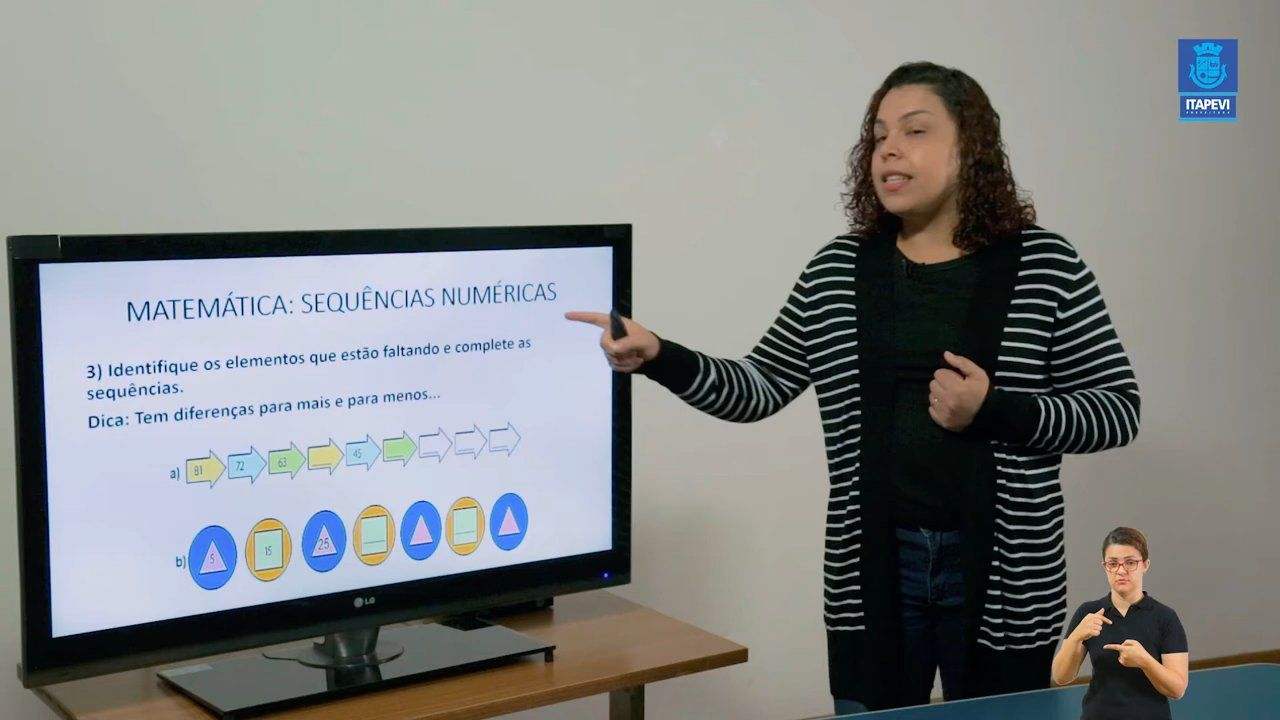 ITAPEVI
PREFEITURA
MATEMÁTICA: SEQUÊNCIAS NUMÉRICAS
3) Identifique os elementos que estão faltando e complete as
sequências.
Dica: Tem diferenças para mais e para menos...
a) 81 72 63 45
b) 5 15 25
LG